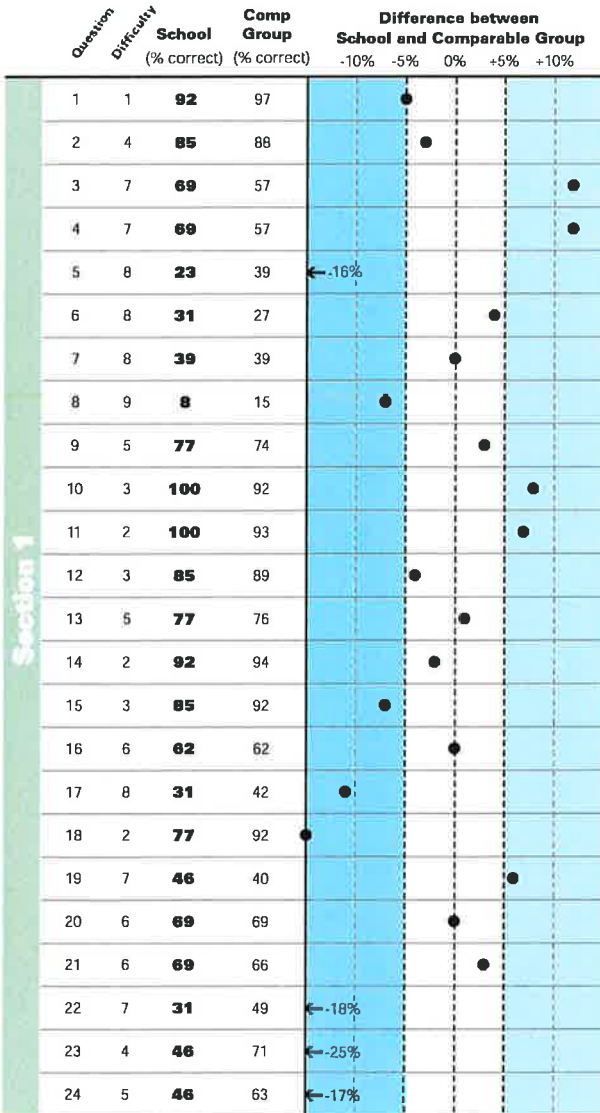 Question Difficulty School Comp Group Difference between School and Comparable Group
(% correct) (% correct) -10% -5% 0% +5% +10%
Section 1
1 1 92 97
2 4 85 88
3 7 69 57
4 7 69 57
5 8 23 39 -16%
6 8 31 27
7 8 39 39
8 9 8 15
9 5 77 74
10 3 100 92
11 2 100 93
12 3 85 89
13 5 77 76
14 2 92 94
15 3 85 92
16 6 62 62
17 8 31 42
18 2 77 92
19 7 46 40
20 6 69 69
21 6 69 66
22 7 31 49 -18%
23 4 46 71 -25%
24 5 46 63 -17%